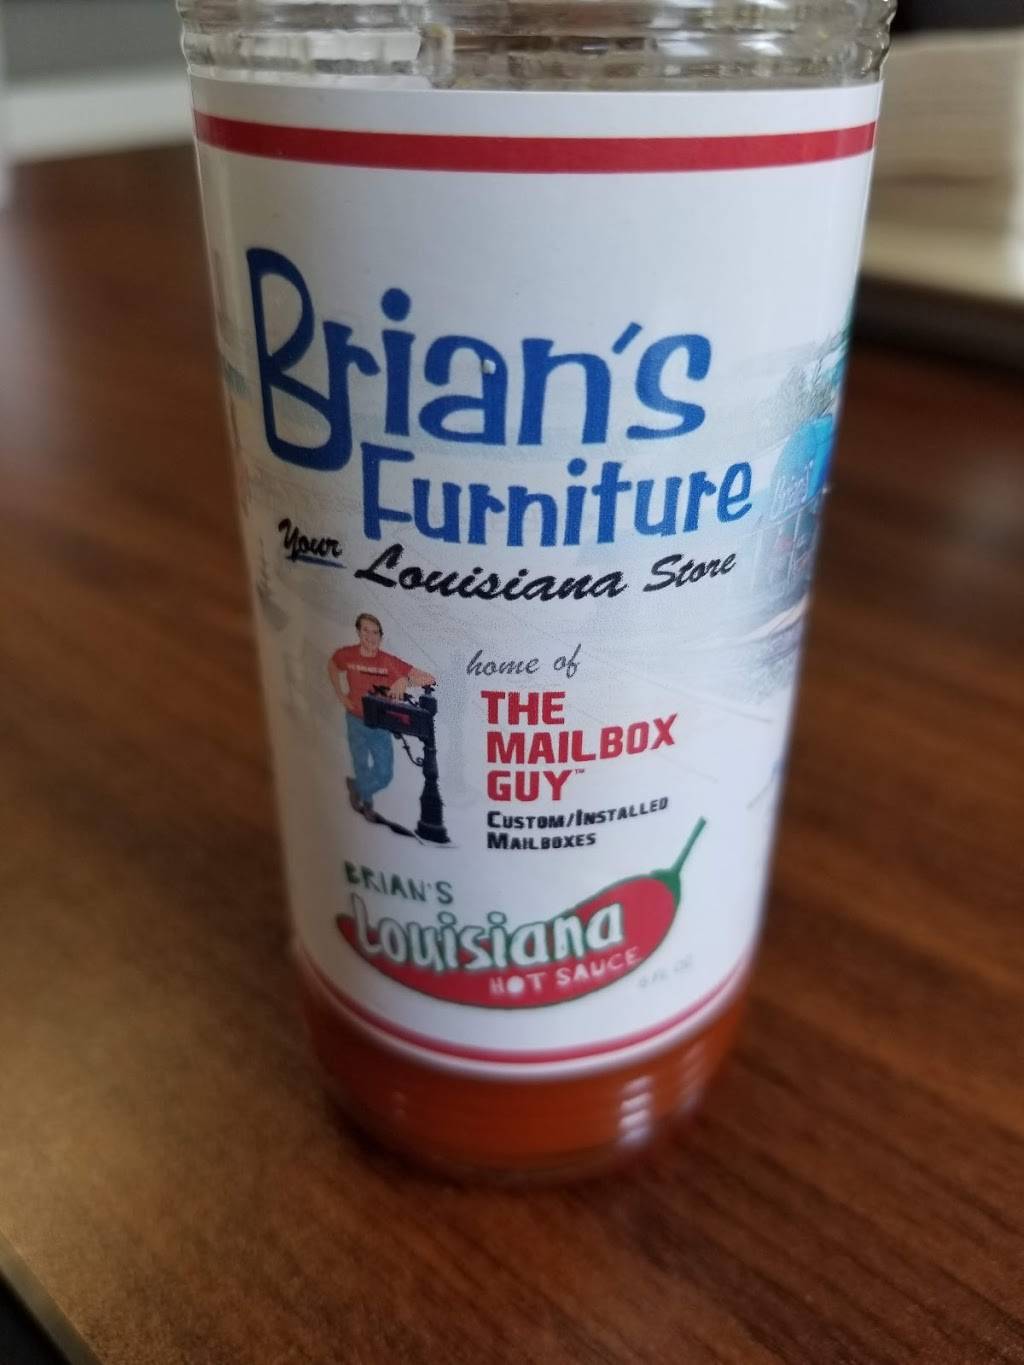 Brian's
Furniture
Your Louisiana Store
home of
THE
MAILBOX
GUY™
CUSTOM/INSTALLED
MAILBOXES
BRIAN'S
Louisiana
HOT SAUCE